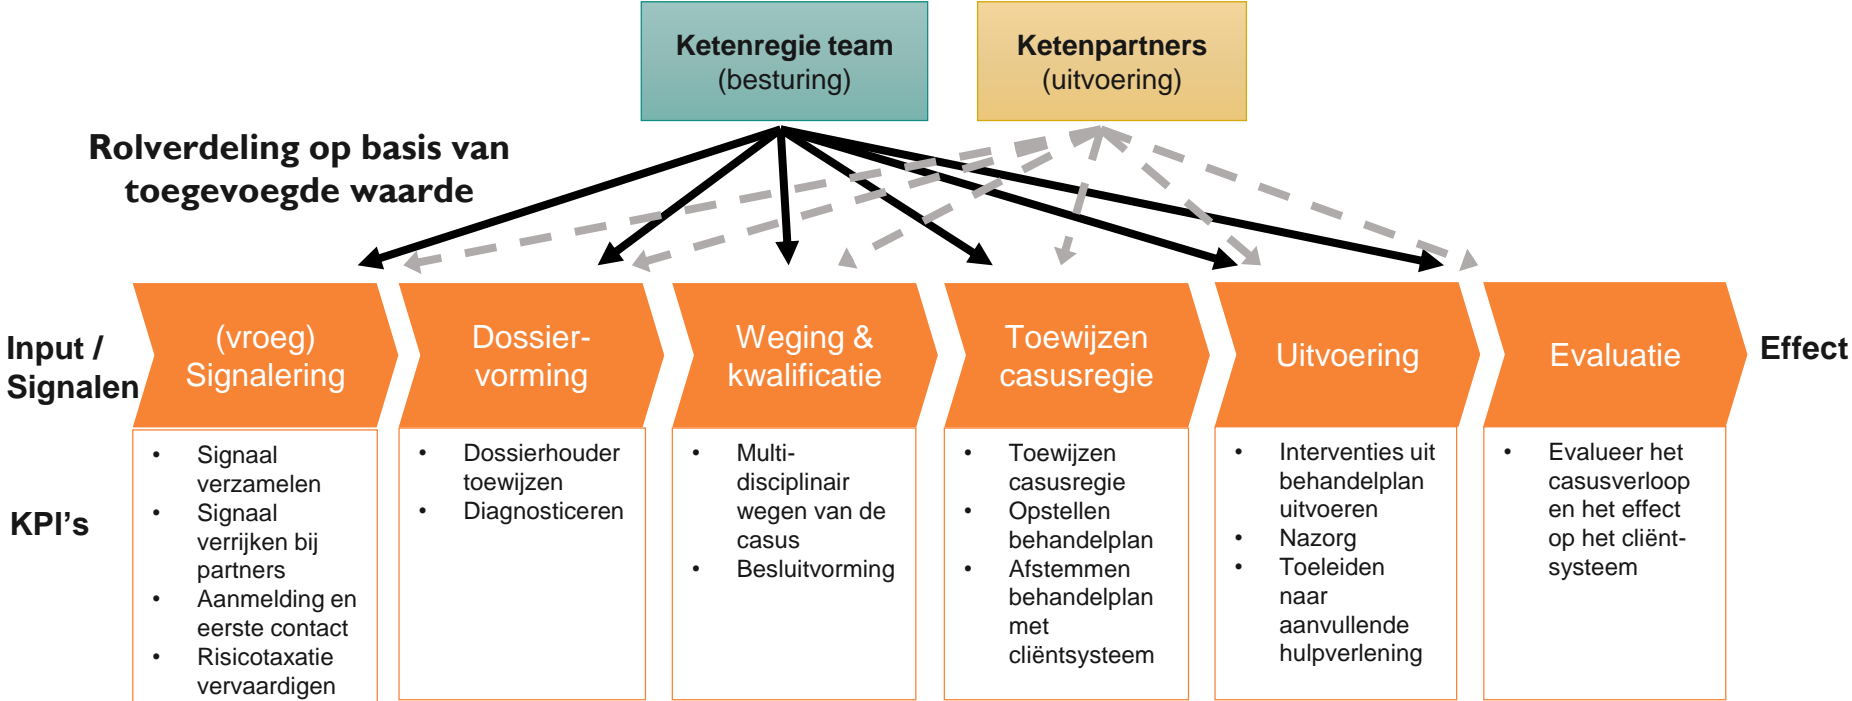 Ketenregie team
(besturing)
Ketenpartners
(uitvoering)
Rolverdeling op basis van
toegevoegde waarde
Input /
Signalen
(vroeg)
Signalering
Dossier-
vorming
Weging &
kwalificatie
Toewijzen
casusregie
Uitvoering
Evaluatie
Effect
KPI's
• Signaal
verzamelen
• Signaal
verrijken bij
partners
• Aanmelding en
eerste contact
• Risicotaxatie
vervaardigen
• Dossierhouder
toewijzen
• Diagnosticeren
• Multi-
disciplinair
wegen van de
casus
• Besluitvorming
• Toewijzen
casusregie
• Opstellen
behandelplan
• Afstemmen
behandelplan
met
cliëntsysteem
• Interventies uit
behandelplan
uitvoeren
• Nazorg
• Toeleiden
naar
aanvullende
hulpverlening
• Evalueer het
casusverloop
en het effect
op het cliënt-
systeem